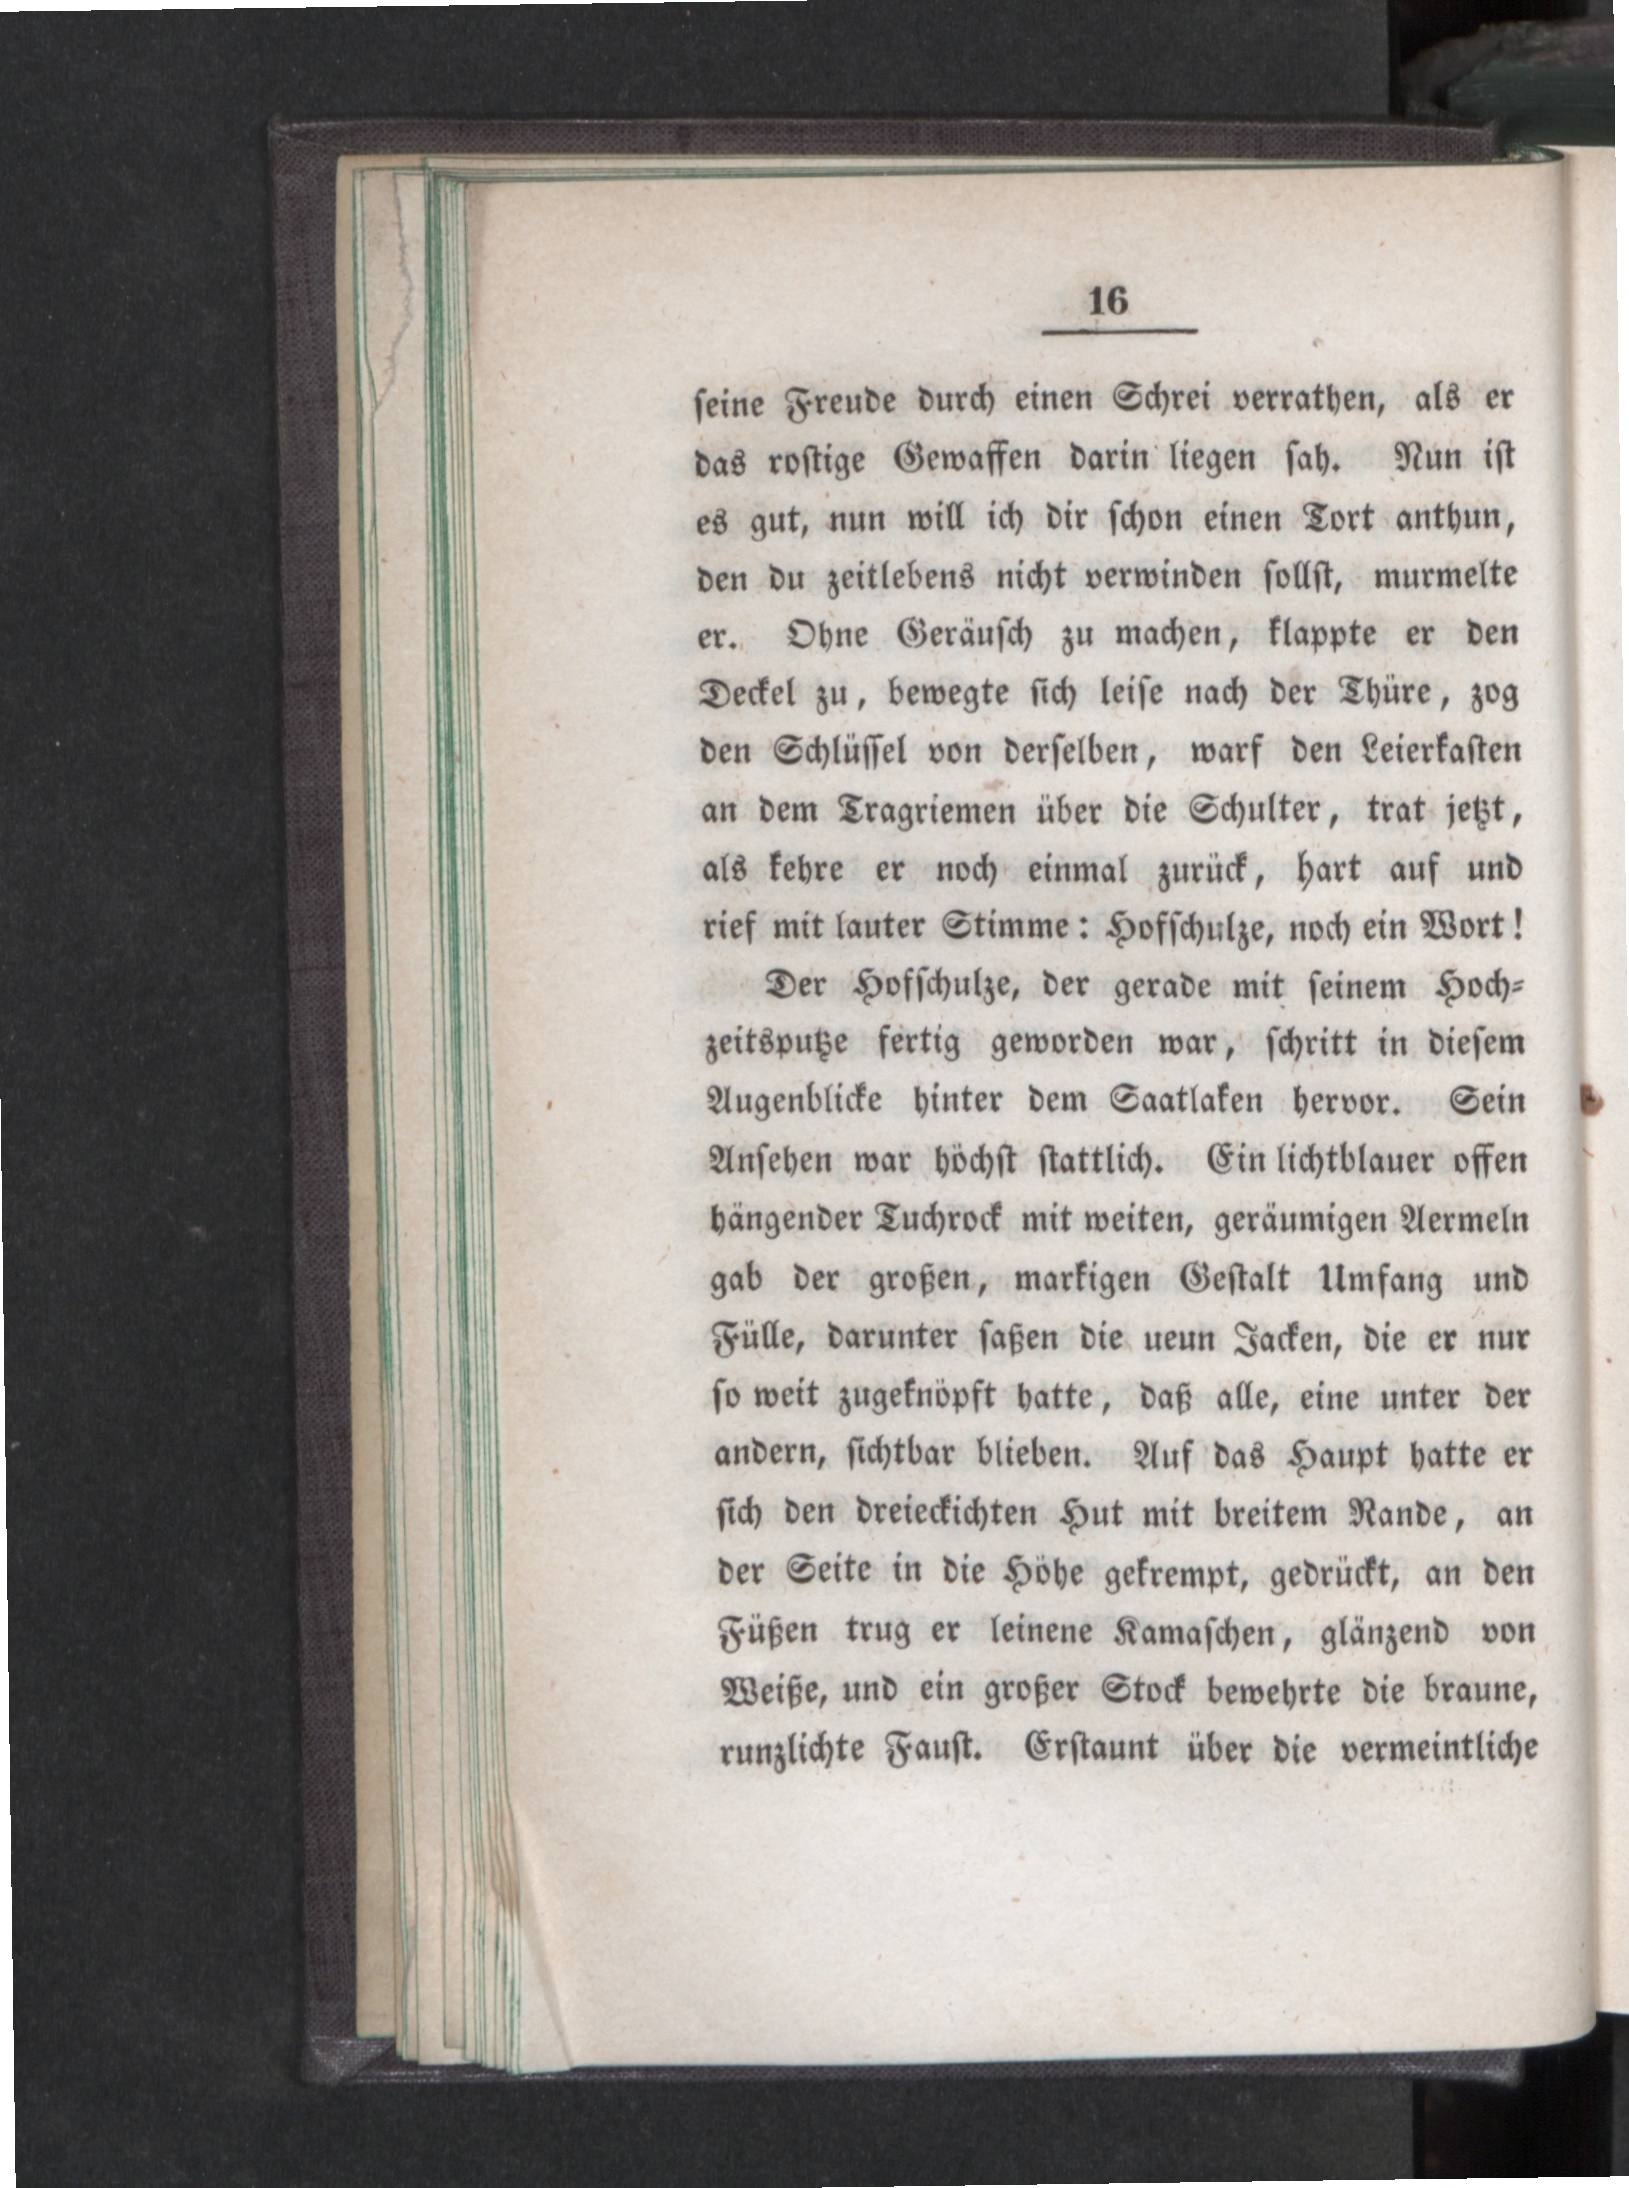 16
ſeine Freude durch einen Schrei verrathen, als er
das roſtige Gewaffen darin liegen ſah. Nun iſt
es gut, nun will ich dir ſchon einen Tort anthun,
den du zeitlebens nicht verwinden ſollſt, murmelte
er. Ohne Geräuſch zu machen, klappte er den
Deckel zu, bewegte ſich leiſe nach der Thüre, zog
den Schlüſſel von derſelben, warf den Leierkaſten
an dem Tragriemen über die Schulter, trat jetzt,
als kehre er noch einmal zurück, hart auf und
rief mit lauter Stimme: Hofſchulze, noch ein Wort!
Der Hofſchulze, der gerade mit ſeinem Hoch-
zeitsputze fertig geworden war, ſchritt in dieſem
Augenblicke hinter dem Saatlaken hervor. Sein
Anſehen war höchſt ſtattlich. Ein lichtblauer offen
hängender Tuchrock mit weiten, geräumigen Aermeln
gab der großen, markigen Geſtalt Umfang und
Fülle, darunter ſaßen die ueun Jacken, die er nur
ſo weit zugeknöpft hatte, daß alle, eine unter der
andern, ſichtbar blieben. Auf das Haupt hatte er
ſich den dreieckichten Hut mit breitem Rande, an
der Seite in die Höhe gekrempt, gedrückt, an den
Füßen trug er leinene Kamaſchen, glänzend von
Weiße, und ein großer Stock bewehrte die braune,
runzlichte Fauſt. Erſtaunt über die vermeintliche